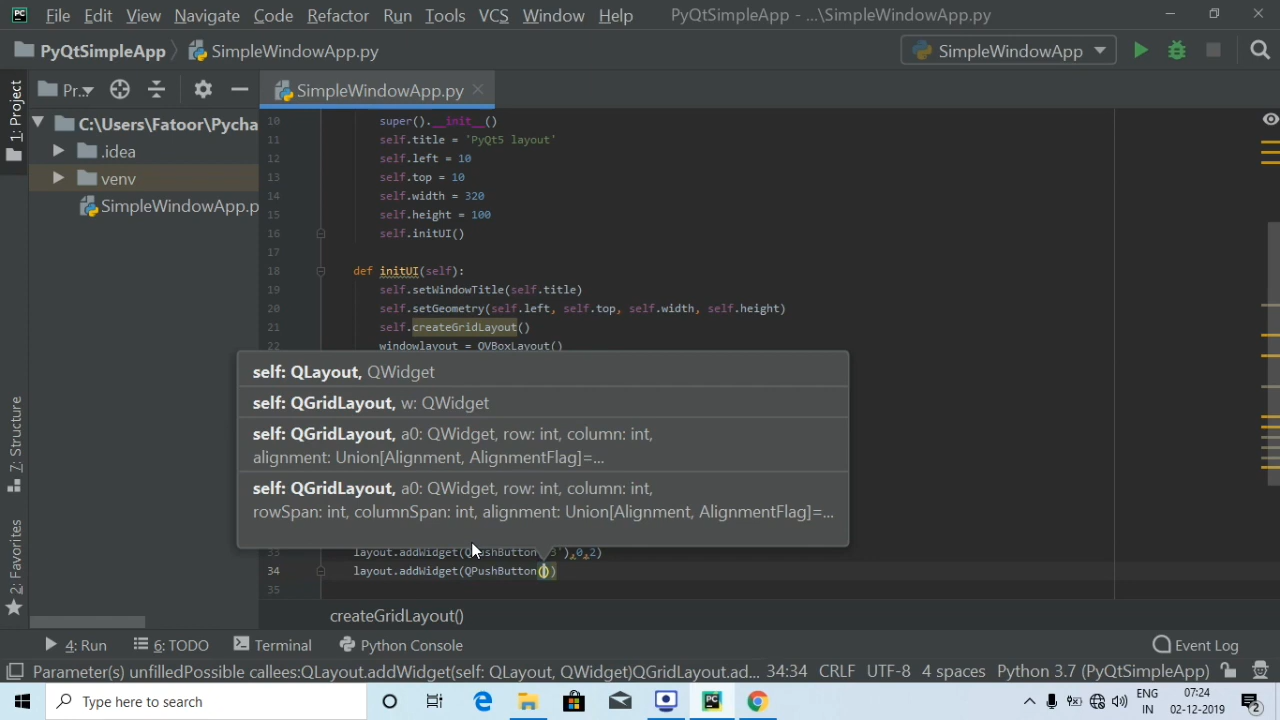 File Edit View Navigate Code Refactor Run Tools VCS Window Help PyQtSimpleApp - ...\SimpleWindowApp.py
PyQtSimpleApp SimpleWindowApp.py SimpleWindowApp
1: Project
Pr... SimpleWindowApp.py
C:\Users\Fatoor\Pycha
.idea
venv
SimpleWindowApp.p
10 super().__init__()
11 self.title = 'PyQt5 layout'
12 self.left = 10
13 self.top = 10
14 self.width = 320
15 self.height = 100
16 self.initUI()
17
18 def initUI(self):
19 self.setWindowTitle(self.title)
20 self.setGeometry(self.left, self.top, self.width, self.height)
21 self.createGridLayout()
22 windowlayout = QVBoxLayout()
self: QLayout, QWidget
self: QGridLayout, w: QWidget
self: QGridLayout, a0: QWidget, row: int, column: int,
alignment: Union[Alignment, AlignmentFlag]=...
self: QGridLayout, a0: QWidget, row: int, column: int,
rowSpan: int, columnSpan: int, alignment: Union[Alignment, AlignmentFlag]=...
33 layout.addWidget(QPushButton 3'),0,2)
34 layout.addWidget(QPushButton())
35
7: Structure
2: Favorites
createGridLayout()
4: Run 6: TODO Terminal Python Console Event Log
Parameter(s) unfilledPossible callees:QLayout.addWidget(self: QLayout, QWidget)QGridLayout.ad... 34:34 CRLF UTF-8 4 spaces Python 3.7 (PyQtSimpleApp)
Type here to search
ENG 07:24
IN 02-12-2019 2